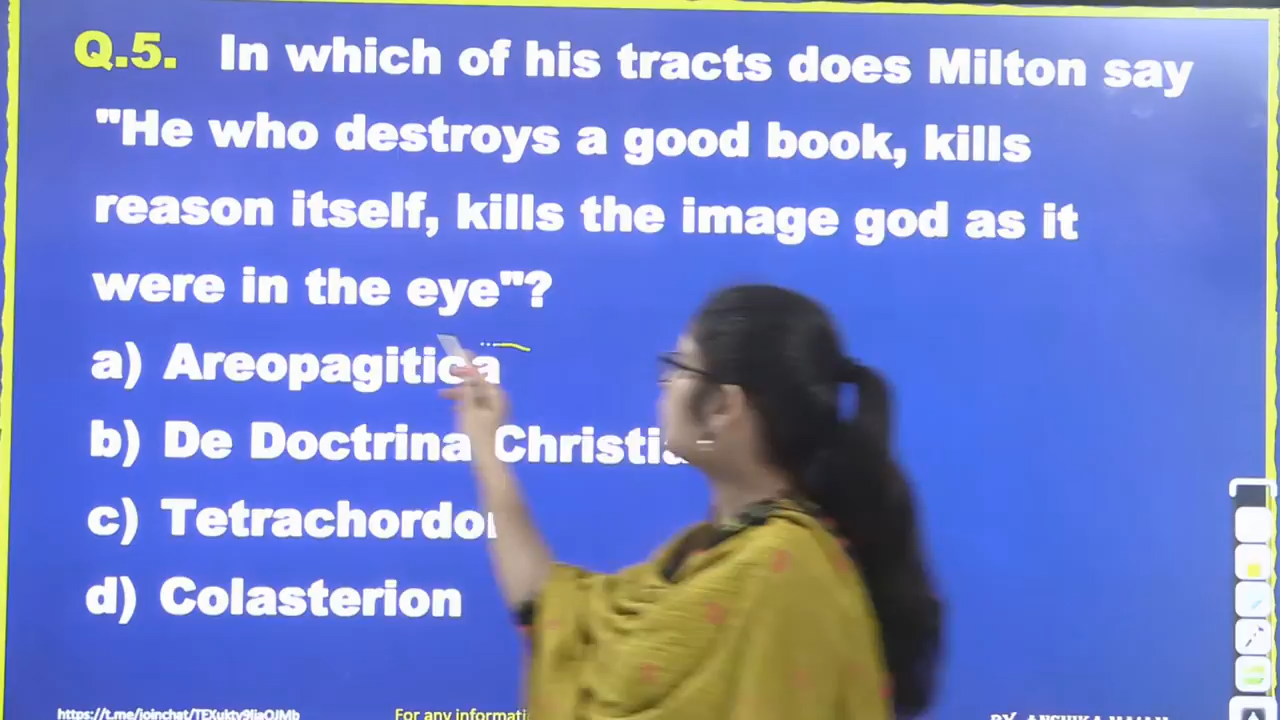 Q.5. In which of his tracts does Milton say
"He who destroys a good book, kills
reason itself, kills the image god as it
were in the eye"?
a) Areopagitica
b) De Doctrina Christia
c) Tetrachordo
d) Colasterion
For any informati